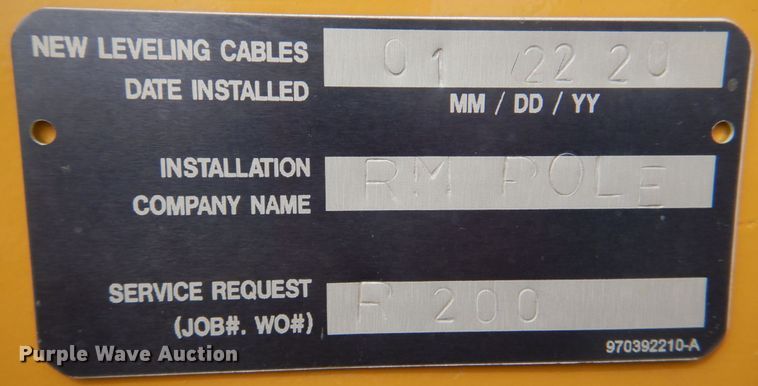 NEW LEVELING CABLES 01 /22 20
DATE INSTALLED MM / DD / YY
INSTALLATION RM POLE
COMPANY NAME
SERVICE REQUEST R 200
(JOB#. WO#)
970392210-A
Purple Wave Auction